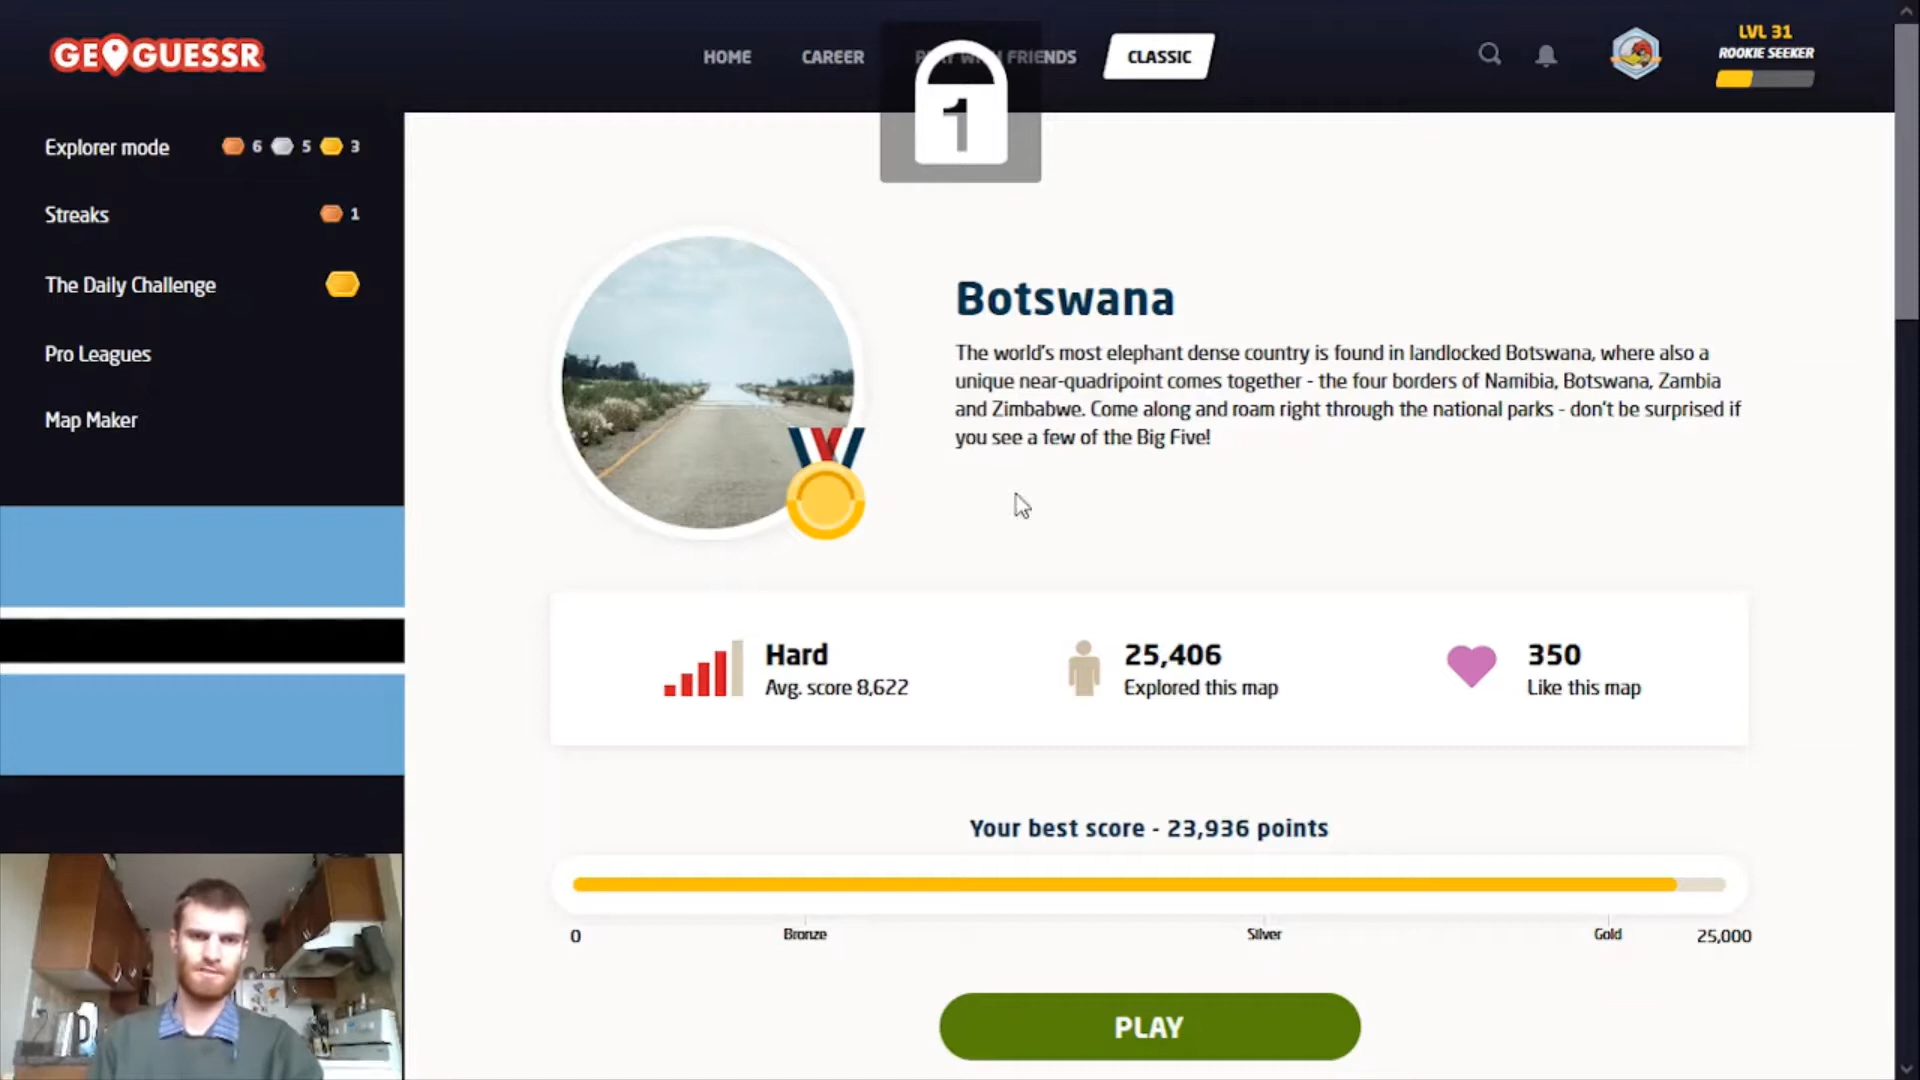 GEOGUESSR
HOME
CAREER
FRIENDS
CLASSIC
LVL 31
ROOKIE SEEKER
1
Explorer mode 6 5 3
Streaks 1
The Daily Challenge
Pro Leagues
Map Maker
Botswana
The world's most elephant dense country is found in landlocked Botswana, where also a
unique near-quadripoint comes together - the four borders of Namibia, Botswana, Zambia
and Zimbabwe. Come along and roam right through the national parks - don't be surprised if
you see a few of the Big Five!
Hard
Avg. score 8,622
25,406
Explored this map
350
Like this map
Your best score - 23,936 points
0
Bronze
Silver
Gold
25,000
PLAY